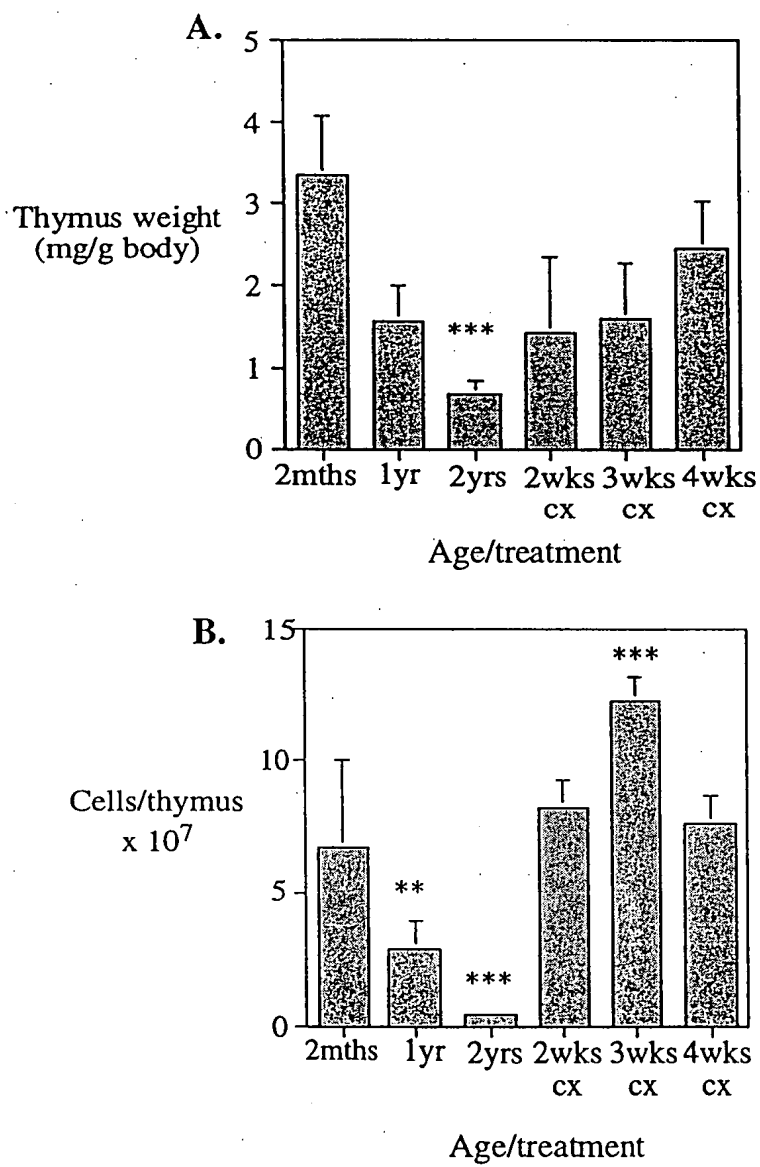 A.
5
4
3
2
1
0
Thymus weight
(mg/g body)
***
2mths 1yr 2yrs 2wks 3wks 4wks
cx cx cx
Age/treatment
B.
15
10
5
0
Cells/thymus
x 10⁷
**
***
***
2mths 1yr 2yrs 2wks 3wks 4wks
cx cx cx
Age/treatment